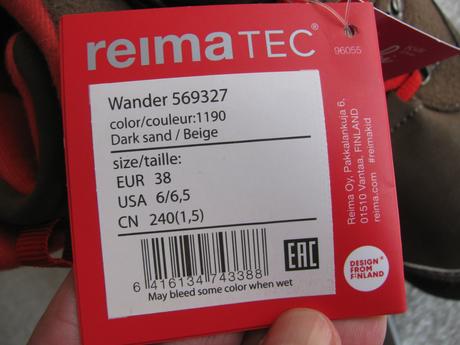 reima TEC®
96055
Wander 569327
color/couleur:1190
Dark sand / Beige
size/taille:
EUR 38
USA 6/6,5
CN 240(1,5)
6 416134 743388
EAC
May bleed some color when wet
Reima Oy, Pakkalankuja 6,
01510 Vantaa, FINLAND
reima.com #reimakid
DESIGN
FROM
FINLAND